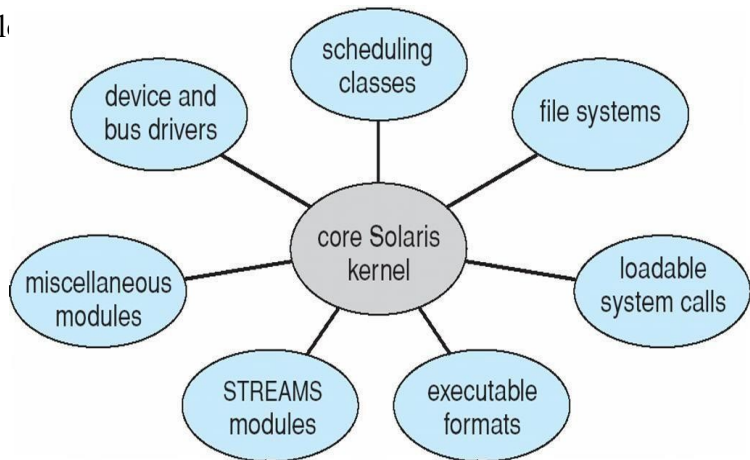 scheduling
classes
device and
bus drivers
file systems
core Solaris
kernel
loadable
system calls
miscellaneous
modules
STREAMS
modules
executable
formats